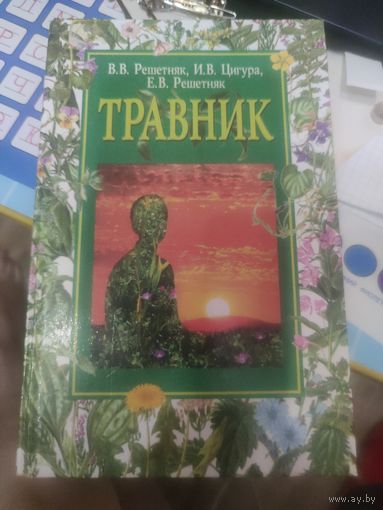 В.В. Решетняк, И.В. Цигура,
Е.В. Решетняк
ТРАВНИК
www.ay.by